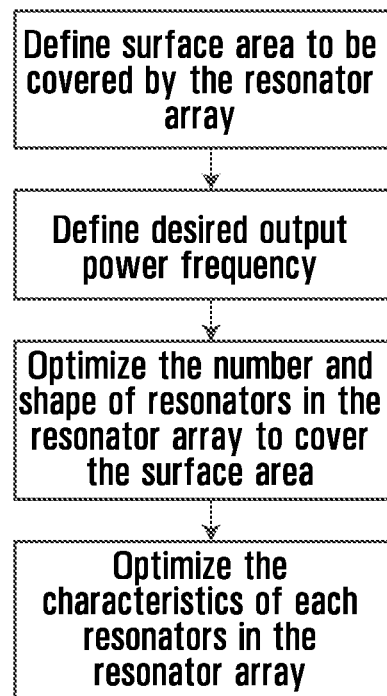 Define surface area to be
covered by the resonator
array
Define desired output
power frequency
Optimize the number and
shape of resonators in the
resonator array to cover
the surface area
Optimize the
characteristics of each
resonators in the
resonator array